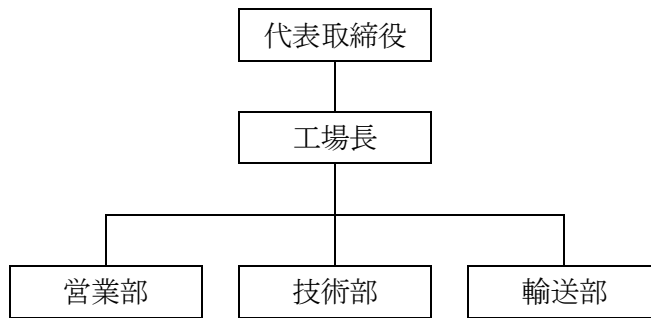 代表取締役
工場長
営業部
技術部
輸送部